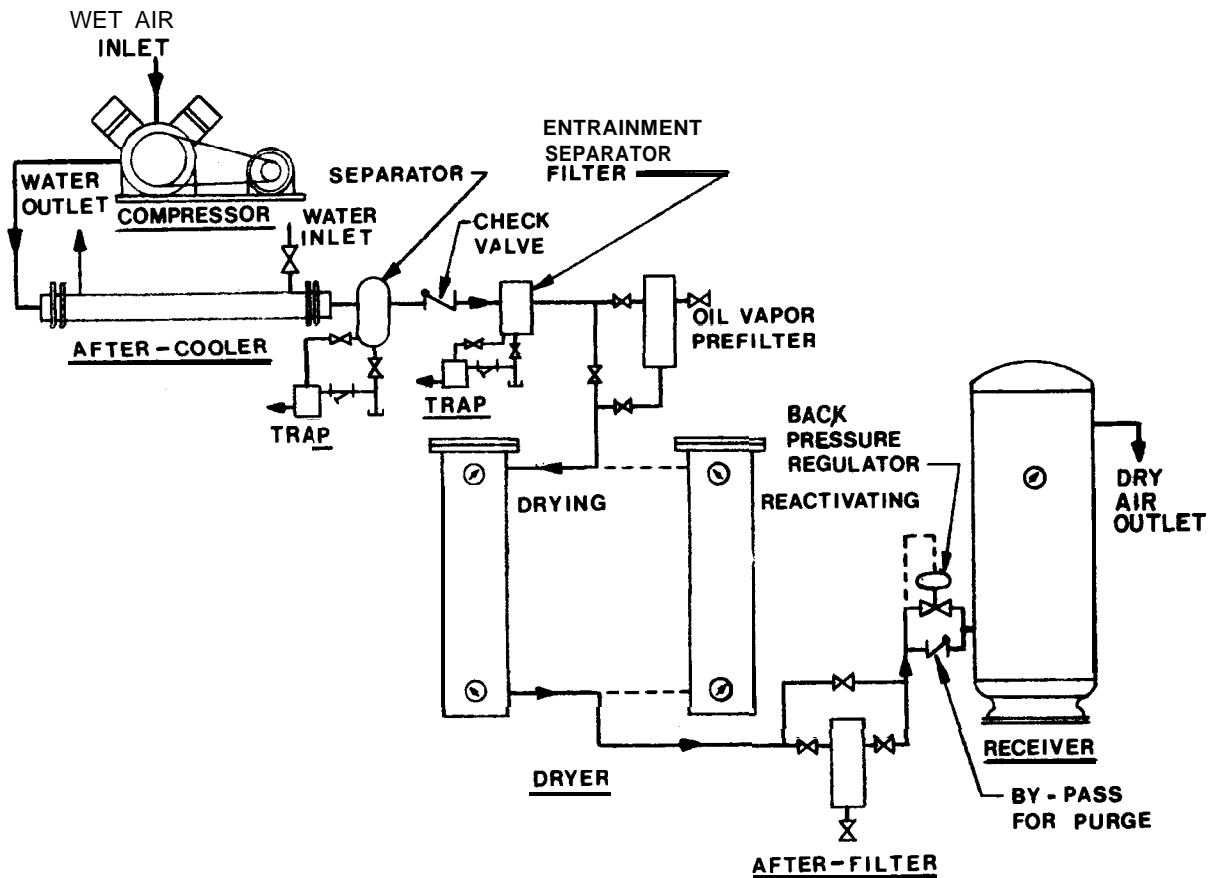 WET AIR
INLET
ENTRAINMENT
SEPARATOR
FILTER
SEPARATOR
WATER
OUTLET
COMPRESSOR
WATER
INLET
CHECK
VALVE
OIL VAPOR
PREFILTER
AFTER-COOLER
TRAP
TRAP
BACK
PRESSURE
REGULATOR
DRYING
REACTIVATING
DRY
AIR
OUTLET
RECEIVER
DRYER
BY-PASS
FOR PURGE
AFTER-FILTER